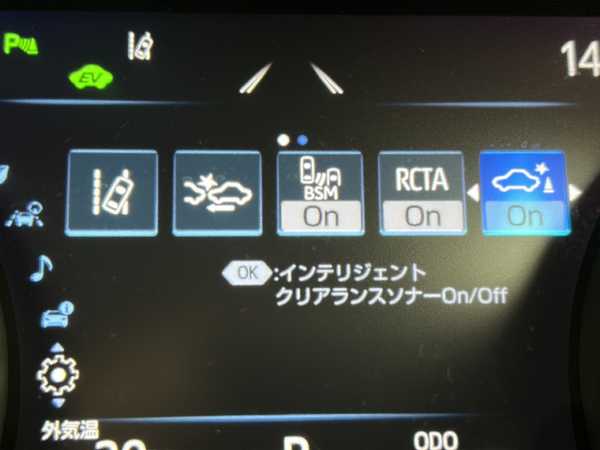 P
EV
14
BSM
On
RCTA
On
On
OK :インテリジェント
クリアランスソナーOn/Off
外気温
ODO